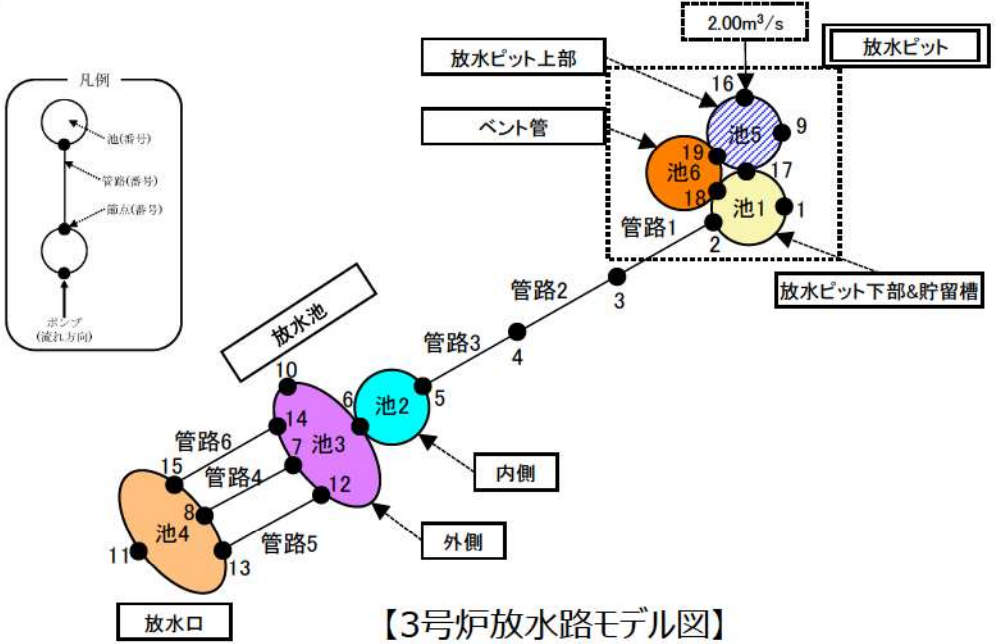 2.00m³/s
放水ピット
放水ピット上部
ベント管
16
池5
9
19
17
池6
18
池1
1
2
管路1
放水ピット下部&貯留槽
3
管路2
4
管路3
5
凡例
池(番号)
管路(番号)
節点(番号)
ポンプ
(流れ方向)
放水池
10
6
池2
14
池3
7
12
内側
外側
管路6
管路4
管路5
15
8
池4
11
13
放水口
【3号炉放水路モデル図】